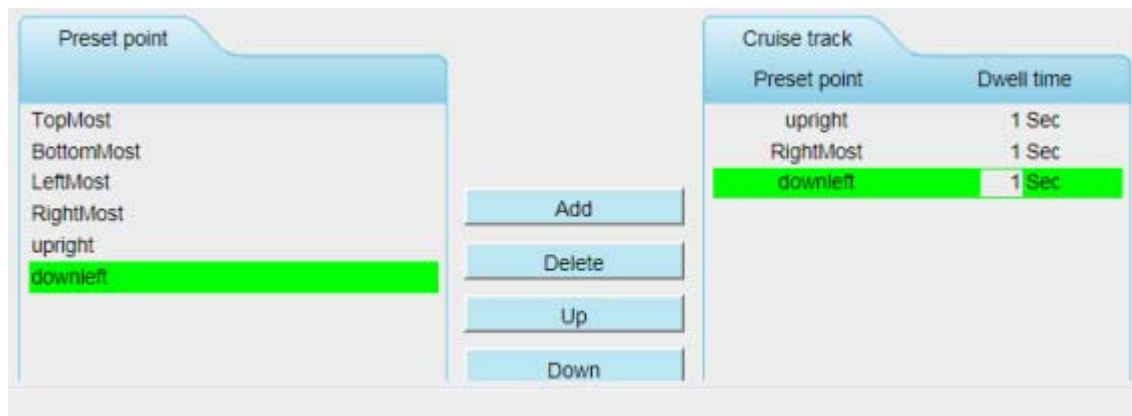 Preset point
TopMost
BottomMost
LeftMost
RightMost
upright
downleft
Add
Delete
Up
Down
Cruise track
Preset point Dwell time
upright 1 Sec
RightMost 1 Sec
downleft 1 Sec